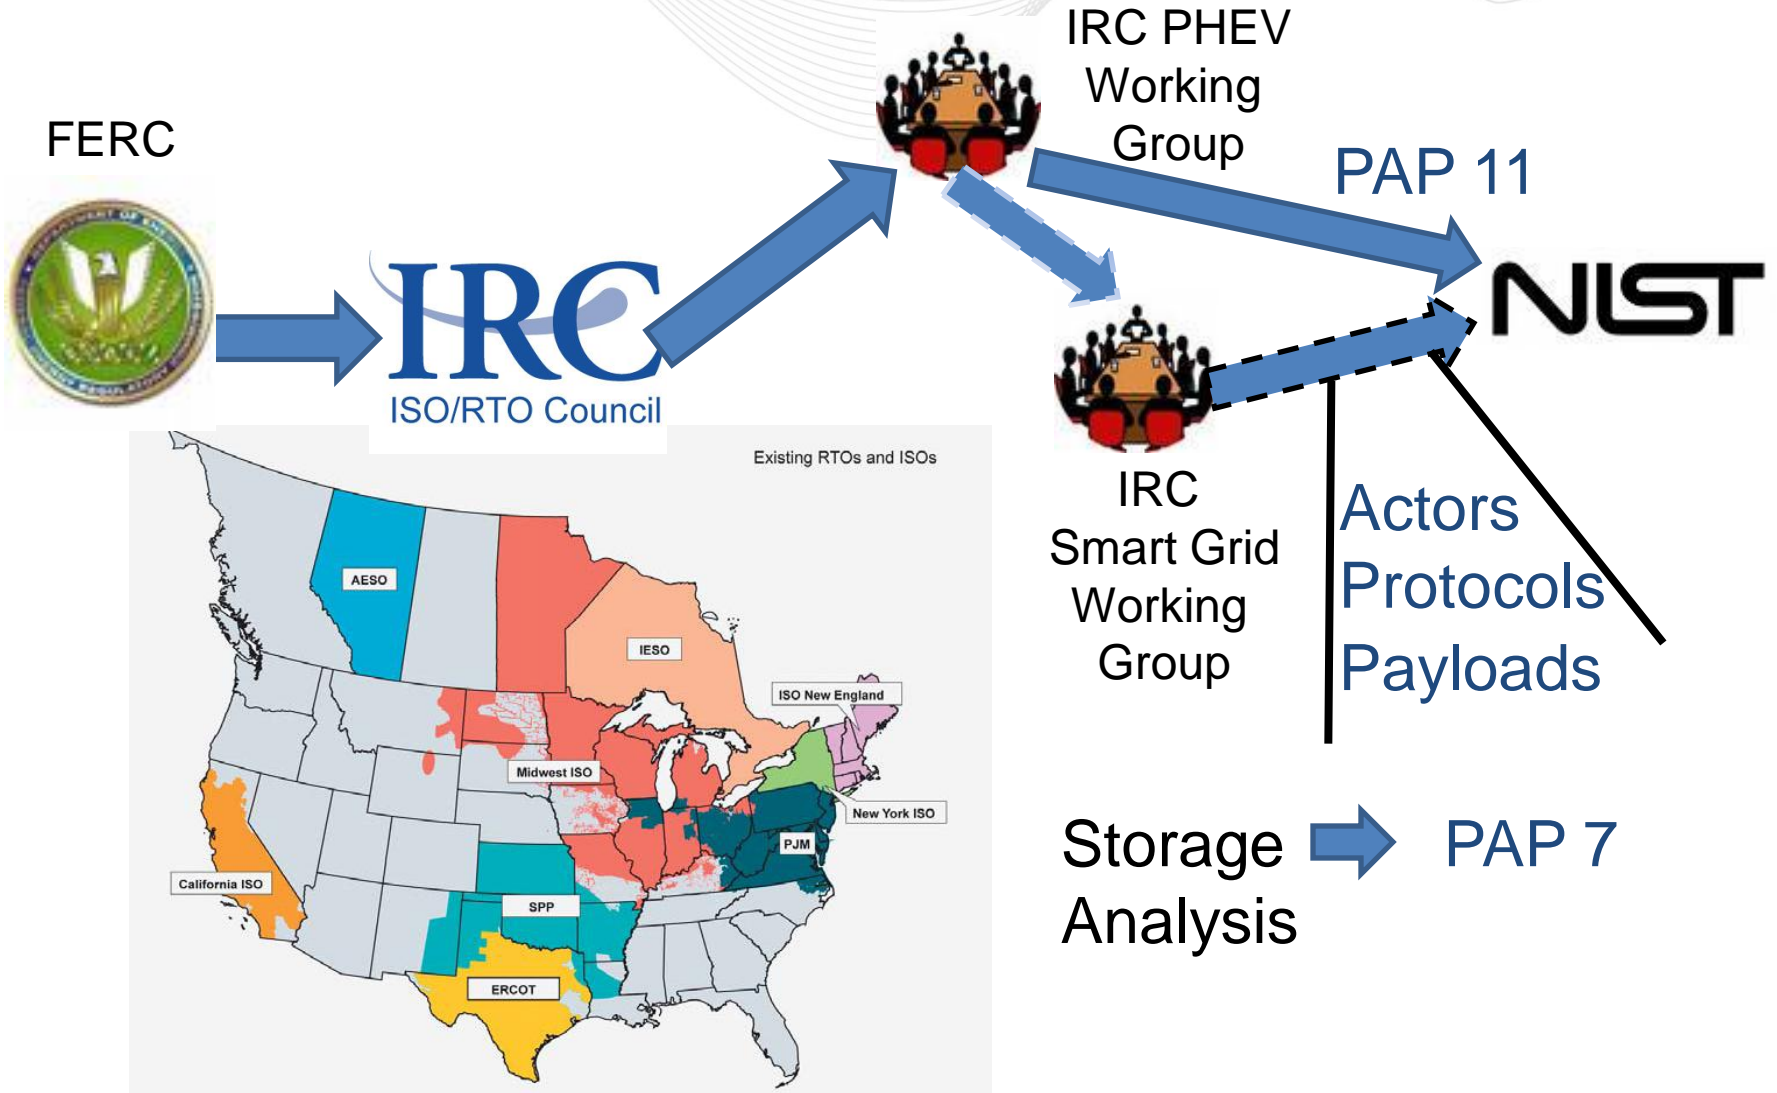 IRC PHEV
Working
Group
FERC
PAP 11
NIST
IRC
ISO/RTO Council
Existing RTOs and ISOs
AESO
IESO
ISO New England
Midwest ISO
New York ISO
PJM
California ISO
SPP
ERCOT
IRC
Smart Grid
Working
Group
Actors
Protocols
Payloads
Storage
Analysis
PAP 7